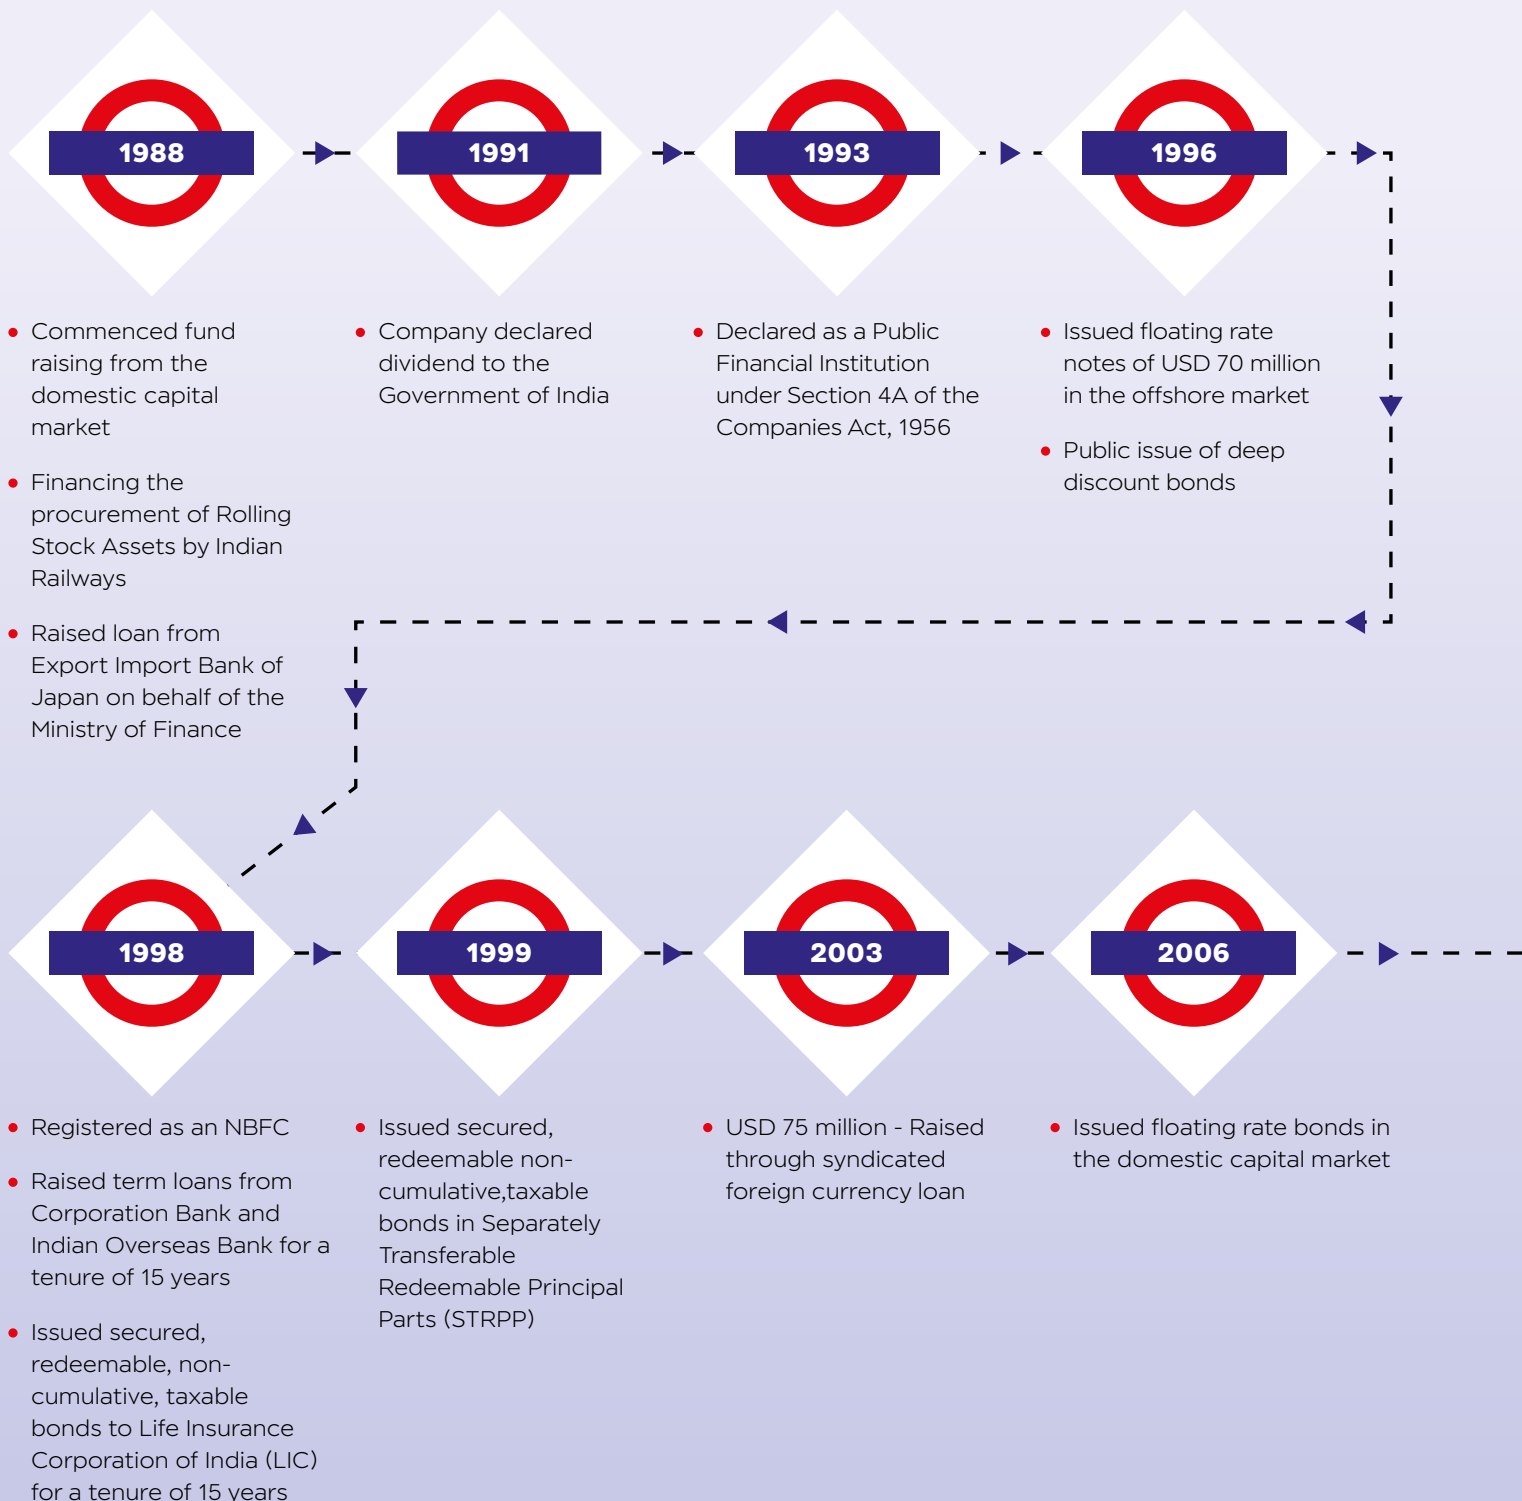 1988
Commenced fund
raising from the
domestic capital
market
Financing the
procurement of Rolling
Stock Assets by Indian
Railways
Raised loan from
Export Import Bank of
Japan on behalf of the
Ministry of Finance
1991
Company declared
dividend to the
Government of India
1993
Declared as a Public
Financial Institution
under Section 4A of the
Companies Act, 1956
1996
Issued floating rate
notes of USD 70 million
in the offshore market
Public issue of deep
discount bonds
1998
Registered as an NBFC
Raised term loans from
Corporation Bank and
Indian Overseas Bank for a
tenure of 15 years
Issued secured,
redeemable, non-
cumulative, taxable
bonds to Life Insurance
Corporation of India (LIC)
for a tenure of 15 years
1999
Issued secured,
redeemable non-
cumulative,taxable
bonds in Separately
Transferable
Redeemable Principal
Parts (STRPP)
2003
USD 75 million - Raised
through syndicated
foreign currency loan
2006
Issued floating rate bonds in
the domestic capital market